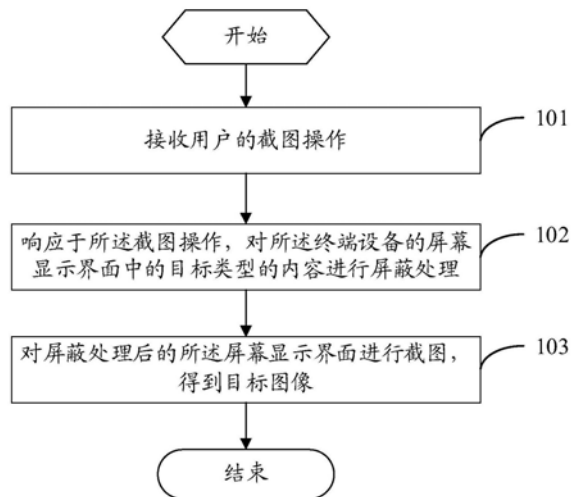 开始
接收用户的截图操作
101
响应于所述截图操作，对所述终端设备的屏幕
显示界面中的目标类型的内容进行屏蔽处理
102
对屏蔽处理后的所述屏幕显示界面进行截图，
得到目标图像
103
结束